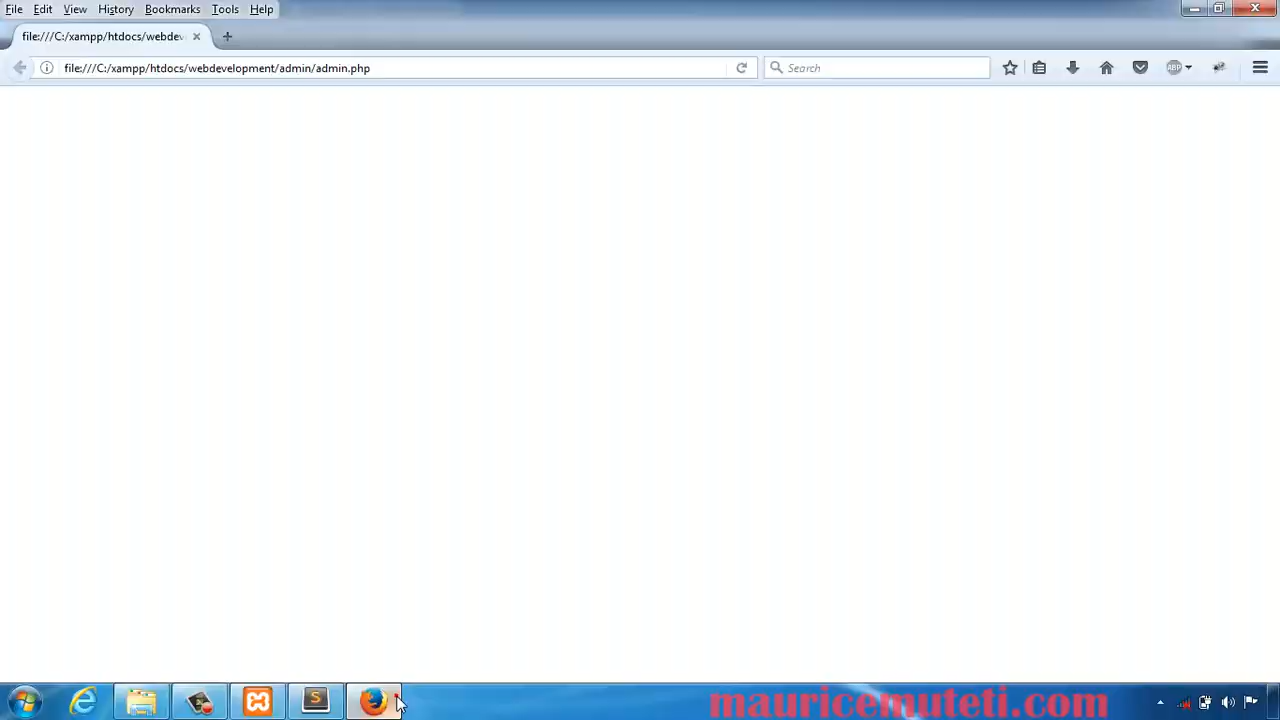 File Edit View History Bookmarks Tools Help
file:///C:/xampp/htdocs/webdev
file:///C:/xampp/htdocs/webdevelopment/admin/admin.php
Search
ABP
S
mauricemuteti.com